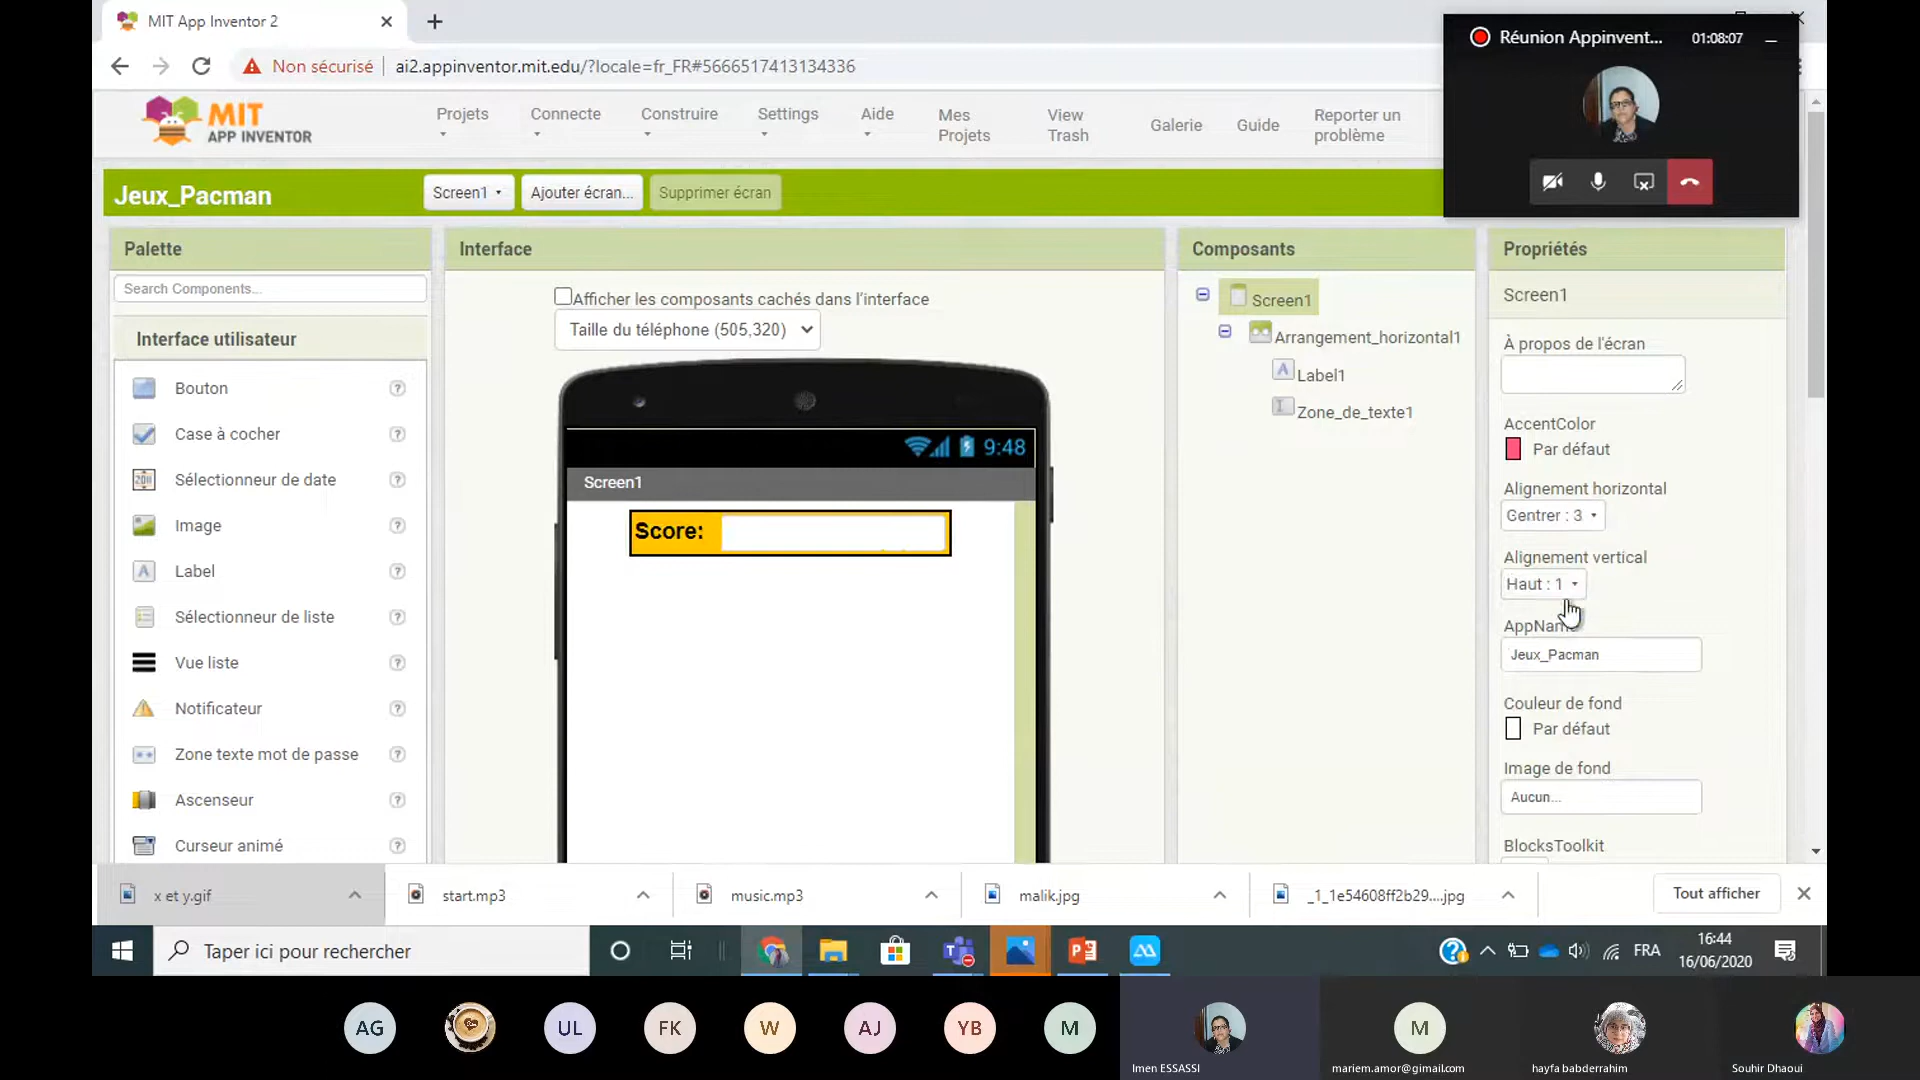 MIT App Inventor 2
Non sécurisé
ai2.appinventor.mit.edu/?locale=fr_FR#5666517413134336
Réunion Appinvent...
01:08:07
MIT
APP INVENTOR
Projets
Connecte
Construire
Settings
Aide
Mes
Projets
View
Trash
Galerie
Guide
Reporter un
problème
Jeux_Pacman
Screen1
Ajouter écran...
Supprimer écran
Palette
Search Components...
Interface utilisateur
Bouton
Case à cocher
Sélectionneur de date
Image
Label
Sélectionneur de liste
Vue liste
Notificateur
Zone texte mot de passe
Ascenseur
Curseur animé
Interface
Afficher les composants cachés dans l'interface
Taille du téléphone (505,320)
9:48
Screen1
Score:
Composants
Screen1
Arrangement_horizontal1
Label1
Zone_de_texte1
Propriétés
Screen1
À propos de l'écran
AccentColor
Par défaut
Alignement horizontal
Centrer : 3
Alignement vertical
Haut : 1
Jeux_Pacman
Couleur de fond
Par défaut
Image de fond
Aucun...
BlocksToolkit
x et y.gif
start.mp3
music.mp3
malik.jpg
_1_1e54608ff2b29....jpg
Tout afficher
Taper ici pour rechercher
FRA
16:44
16/06/2020
AG
UL
FK
W
AJ
YB
M
M
Imen ESSASSI
mariem.amor@gimail.com
hayfa babderrahim
Souhir Dhaoui